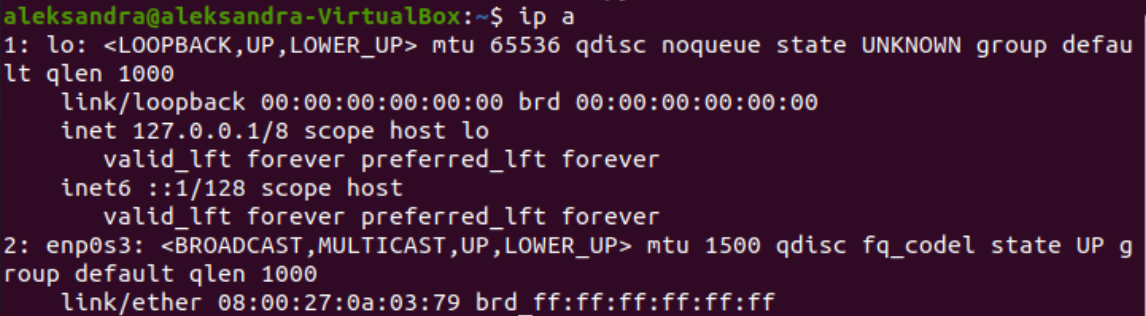 aleksandra@aleksandra-VirtualBox:~$ ip a
1: lo: <LOOPBACK,UP,LOWER_UP> mtu 65536 qdisc noqueue state UNKNOWN group defau
lt qlen 1000
    link/loopback 00:00:00:00:00:00 brd 00:00:00:00:00:00
    inet 127.0.0.1/8 scope host lo
       valid_lft forever preferred_lft forever
    inet6 ::1/128 scope host
       valid_lft forever preferred_lft forever
2: enp0s3: <BROADCAST,MULTICAST,UP,LOWER_UP> mtu 1500 qdisc fq_codel state UP g
roup default qlen 1000
    link/ether 08:00:27:0a:03:79 brd ff:ff:ff:ff:ff:ff